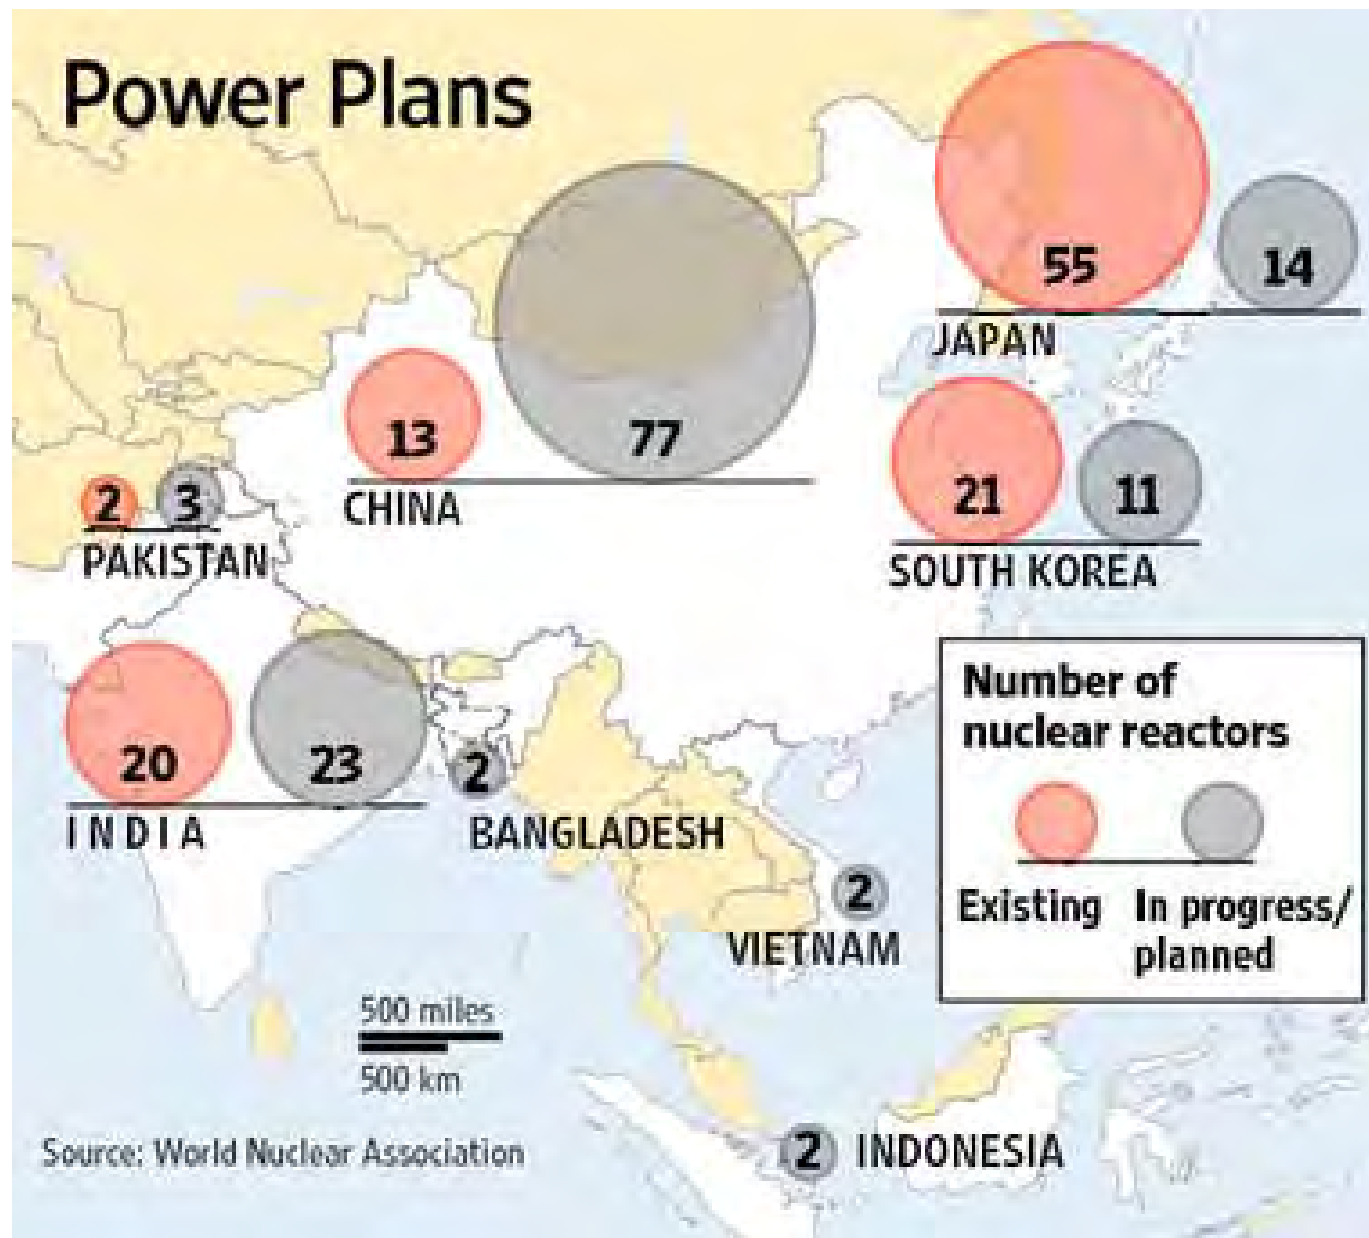 Power Plans
55
14
JAPAN
13
77
CHINA
21
11
SOUTH KOREA
2
3
PAKISTAN
20
23
INDIA
2
BANGLADESH
2
VIETNAM
2 INDONESIA
Number of
nuclear reactors
Existing
In progress/
planned
500 miles
500 km
Source: World Nuclear Association